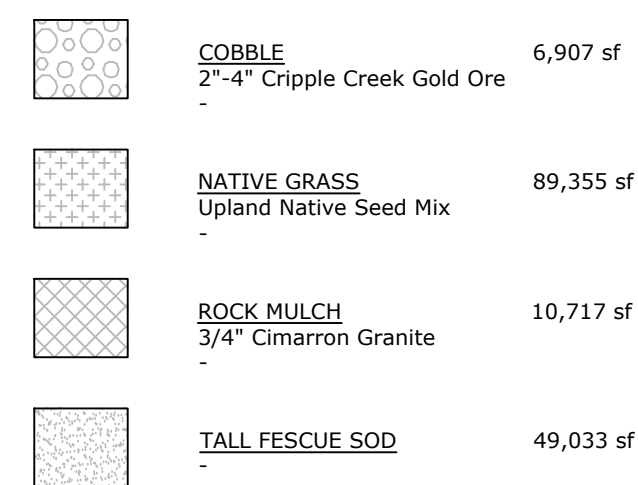 COBBLE 6,907 sf
2"-4" Cripple Creek Gold Ore
-
NATIVE GRASS 89,355 sf
Upland Native Seed Mix
-
ROCK MULCH 10,717 sf
3/4" Cimarron Granite
-
TALL FESCUE SOD 49,033 sf
-